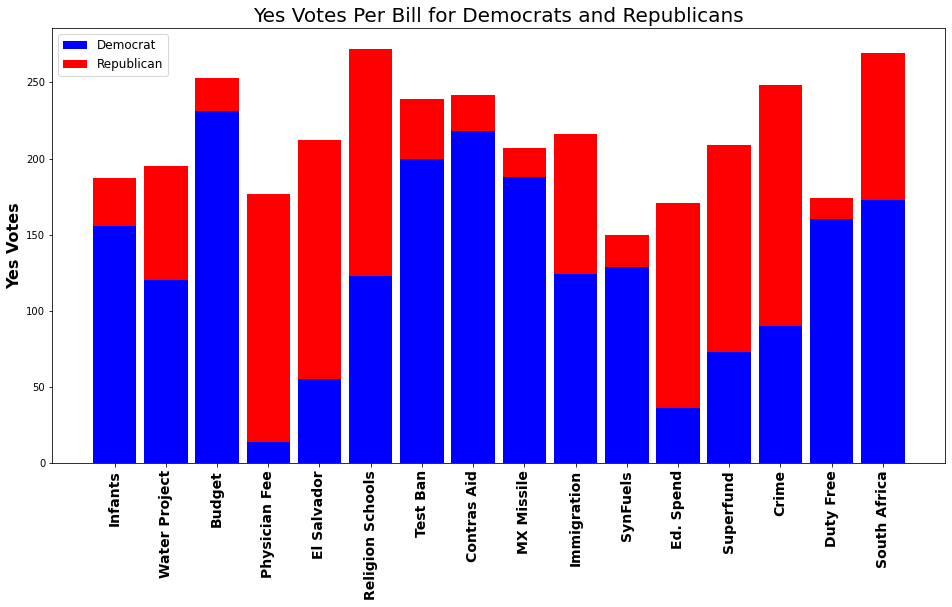 Yes Votes Per Bill for Democrats and Republicans
Democrat
Republican
Yes Votes
250
200
150
100
50
0
Infants
Water Project
Budget
Physician Fee
El Salvador
Religion Schools
Test Ban
Contras Aid
MX Missile
Immigration
SynFuels
Ed. Spend
Superfund
Crime
Duty Free
South Africa